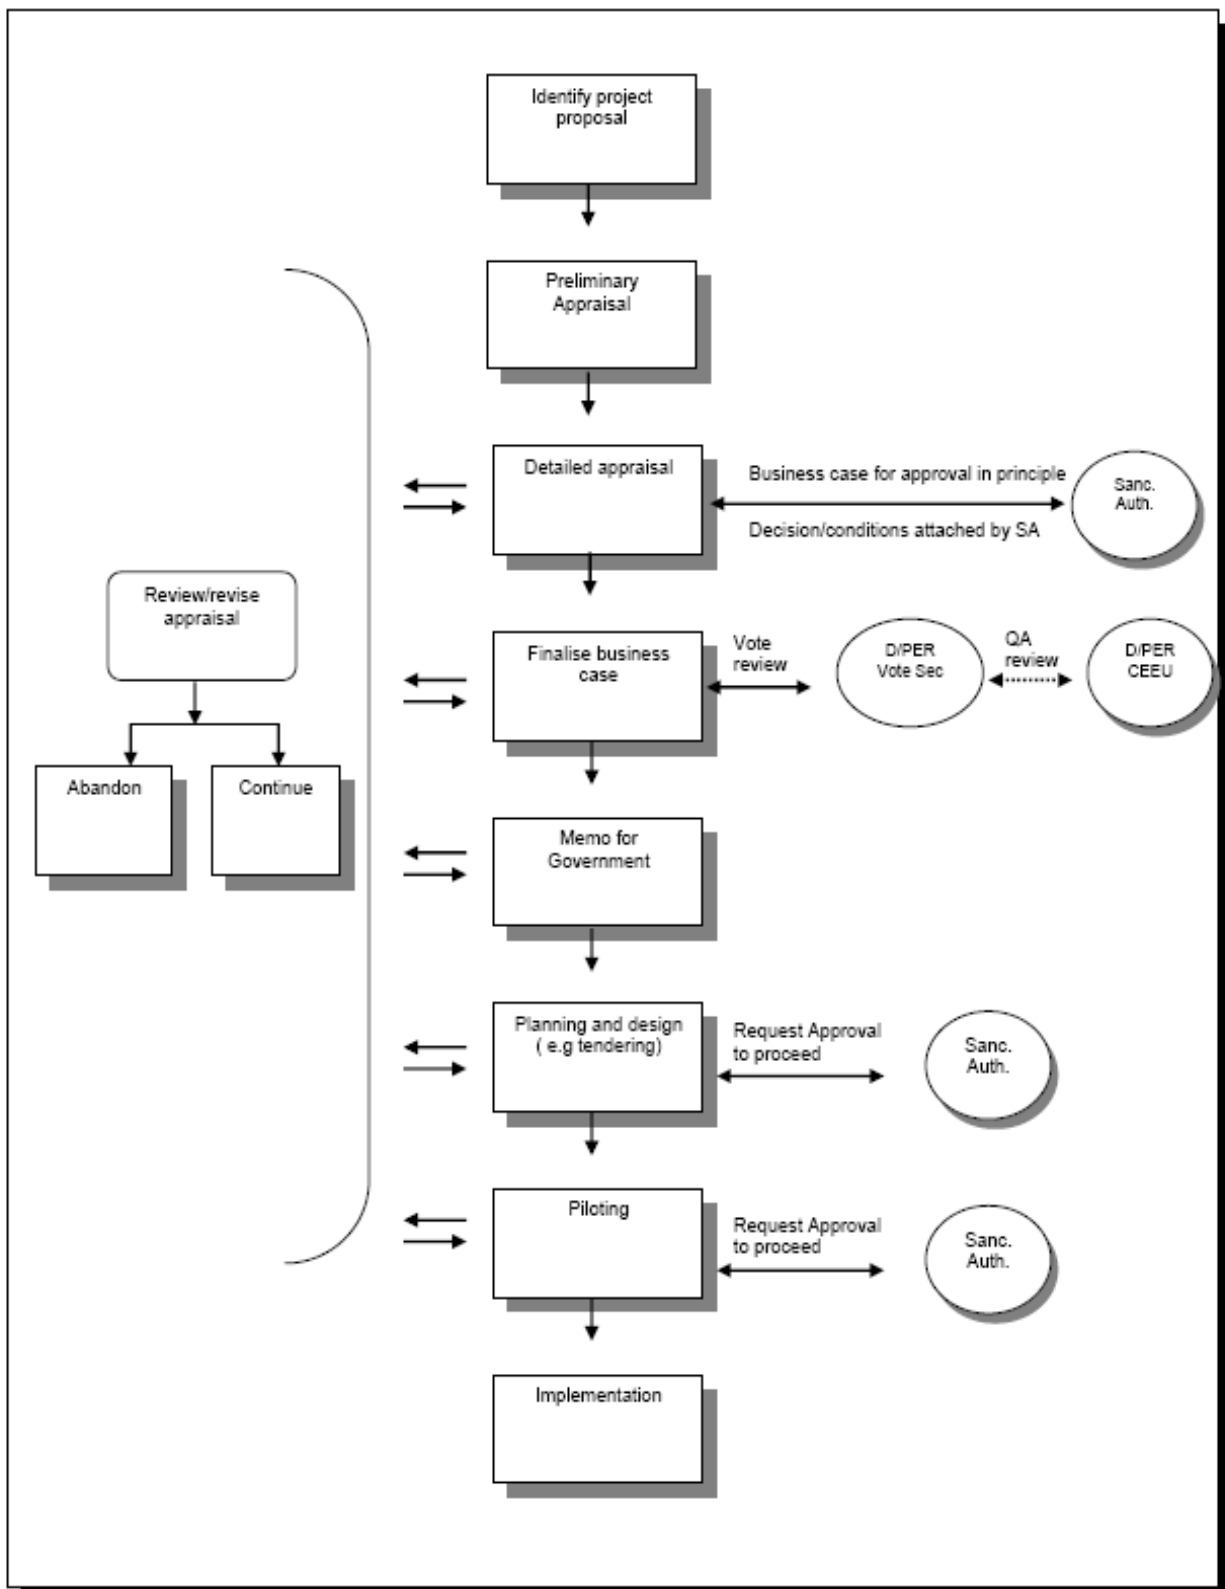 Identify project
proposal
Preliminary
Appraisal
Detailed appraisal
Business case for approval in principle
Decision/conditions attached by SA
Sanc.
Auth.
Review/revise
appraisal
Abandon
Continue
Finalise business
case
Vote
review
D/PER
Vote Sec
QA
review
D/PER
CEEU
Memo for
Government
Planning and design
( e.g tendering)
Request Approval
to proceed
Sanc.
Auth.
Piloting
Request Approval
to proceed
Sanc.
Auth.
Implementation